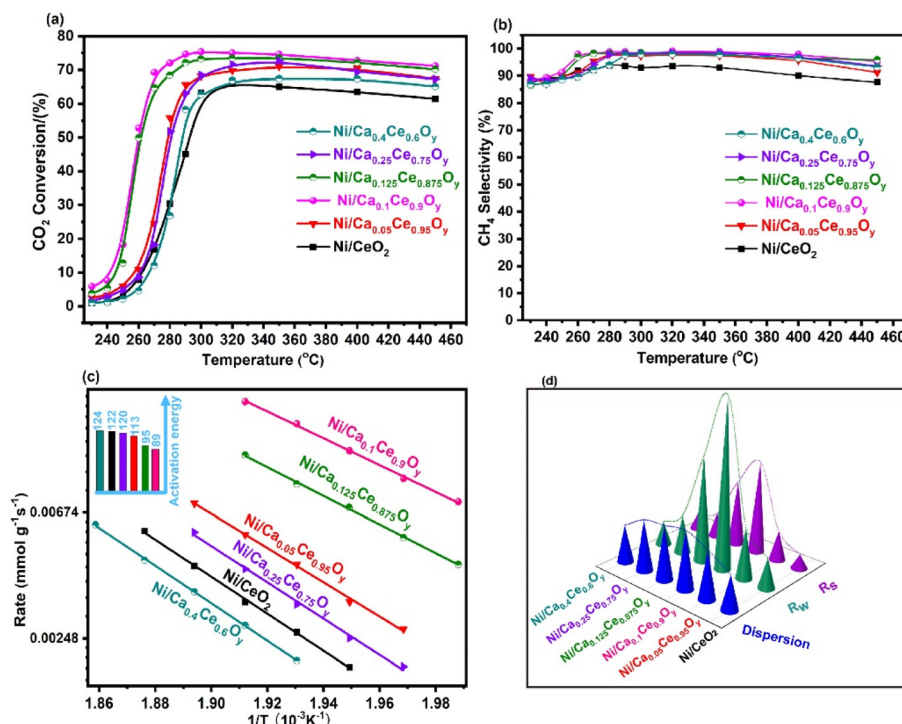 (a)
CO₂ Conversion/(%)
80
70
60
50
40
30
20
10
0
Ni/Ca₀.₄Ce₀.₆Oy
Ni/Ca₀.₂₅Ce₀.₇₅Oy
Ni/Ca₀.₁₂₅Ce₀.₈₇₅Oy
Ni/Ca₀.₁Ce₀.₉Oy
Ni/Ca₀.₀₅Ce₀.₉₅Oy
Ni/CeO₂
240 260 280 300 320 340 360 380 400 420 440 460
Temperature (°C)
(b)
CH₄ Selectivity (%)
110
100
90
80
70
60
50
40
30
20
10
0
Ni/Ca₀.₄Ce₀.₆Oy
Ni/Ca₀.₂₅Ce₀.₇₅Oy
Ni/Ca₀.₁₂₅Ce₀.₈₇₅Oy
Ni/Ca₀.₁Ce₀.₉Oy
Ni/Ca₀.₀₅Ce₀.₉₅Oy
Ni/CeO₂
240 260 280 300 320 340 360 380 400 420 440 460
Temperature (°C)
(c)
124 122 120 113 95 89
Activation energy
Rate (mmol g⁻¹s⁻¹)
0.00674
0.00248
Ni/Ca₀.₁Ce₀.₉Oy
Ni/Ca₀.₁₂₅Ce₀.₈₇₅Oy
Ni/Ca₀.₀₅Ce₀.₉₅Oy
Ni/Ca₀.₂₅Ce₀.₇₅Oy
Ni/CeO₂
Ni/Ca₀.₄Ce₀.₆Oy
1.86 1.88 1.90 1.92 1.94 1.96 1.98
1/T (10⁻³K⁻¹)
(d)
Ni/Ca₀.₄Ce₀.₆Oy
Ni/Ca₀.₂₅Ce₀.₇₅Oy
Ni/Ca₀.₁₂₅Ce₀.₈₇₅Oy
Ni/Ca₀.₁Ce₀.₉Oy
Ni/Ca₀.₀₅Ce₀.₉₅Oy
Ni/CeO₂
Dispersion
Rw
Rs